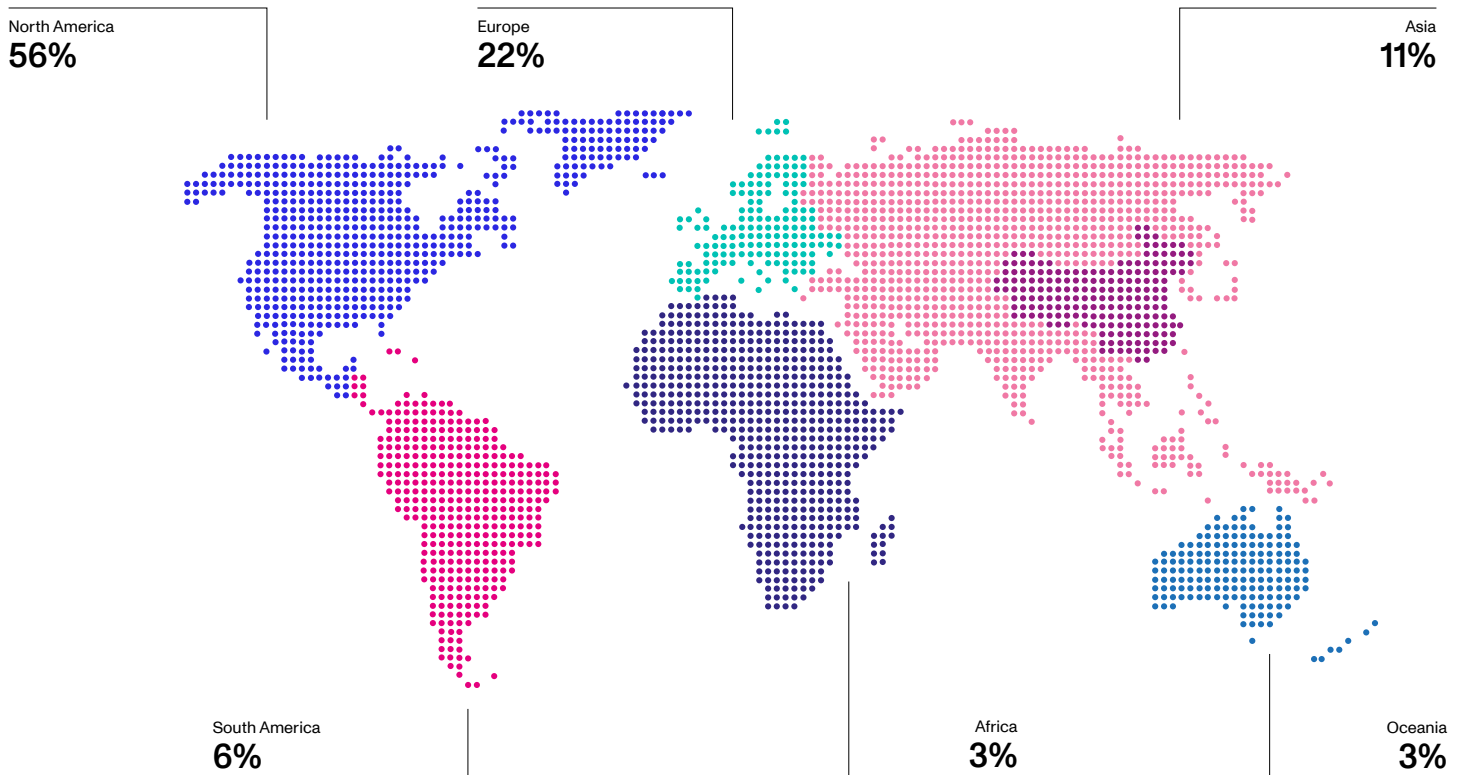 North America
56%
Europe
22%
Asia
11%
South America
6%
Africa
3%
Oceania
3%